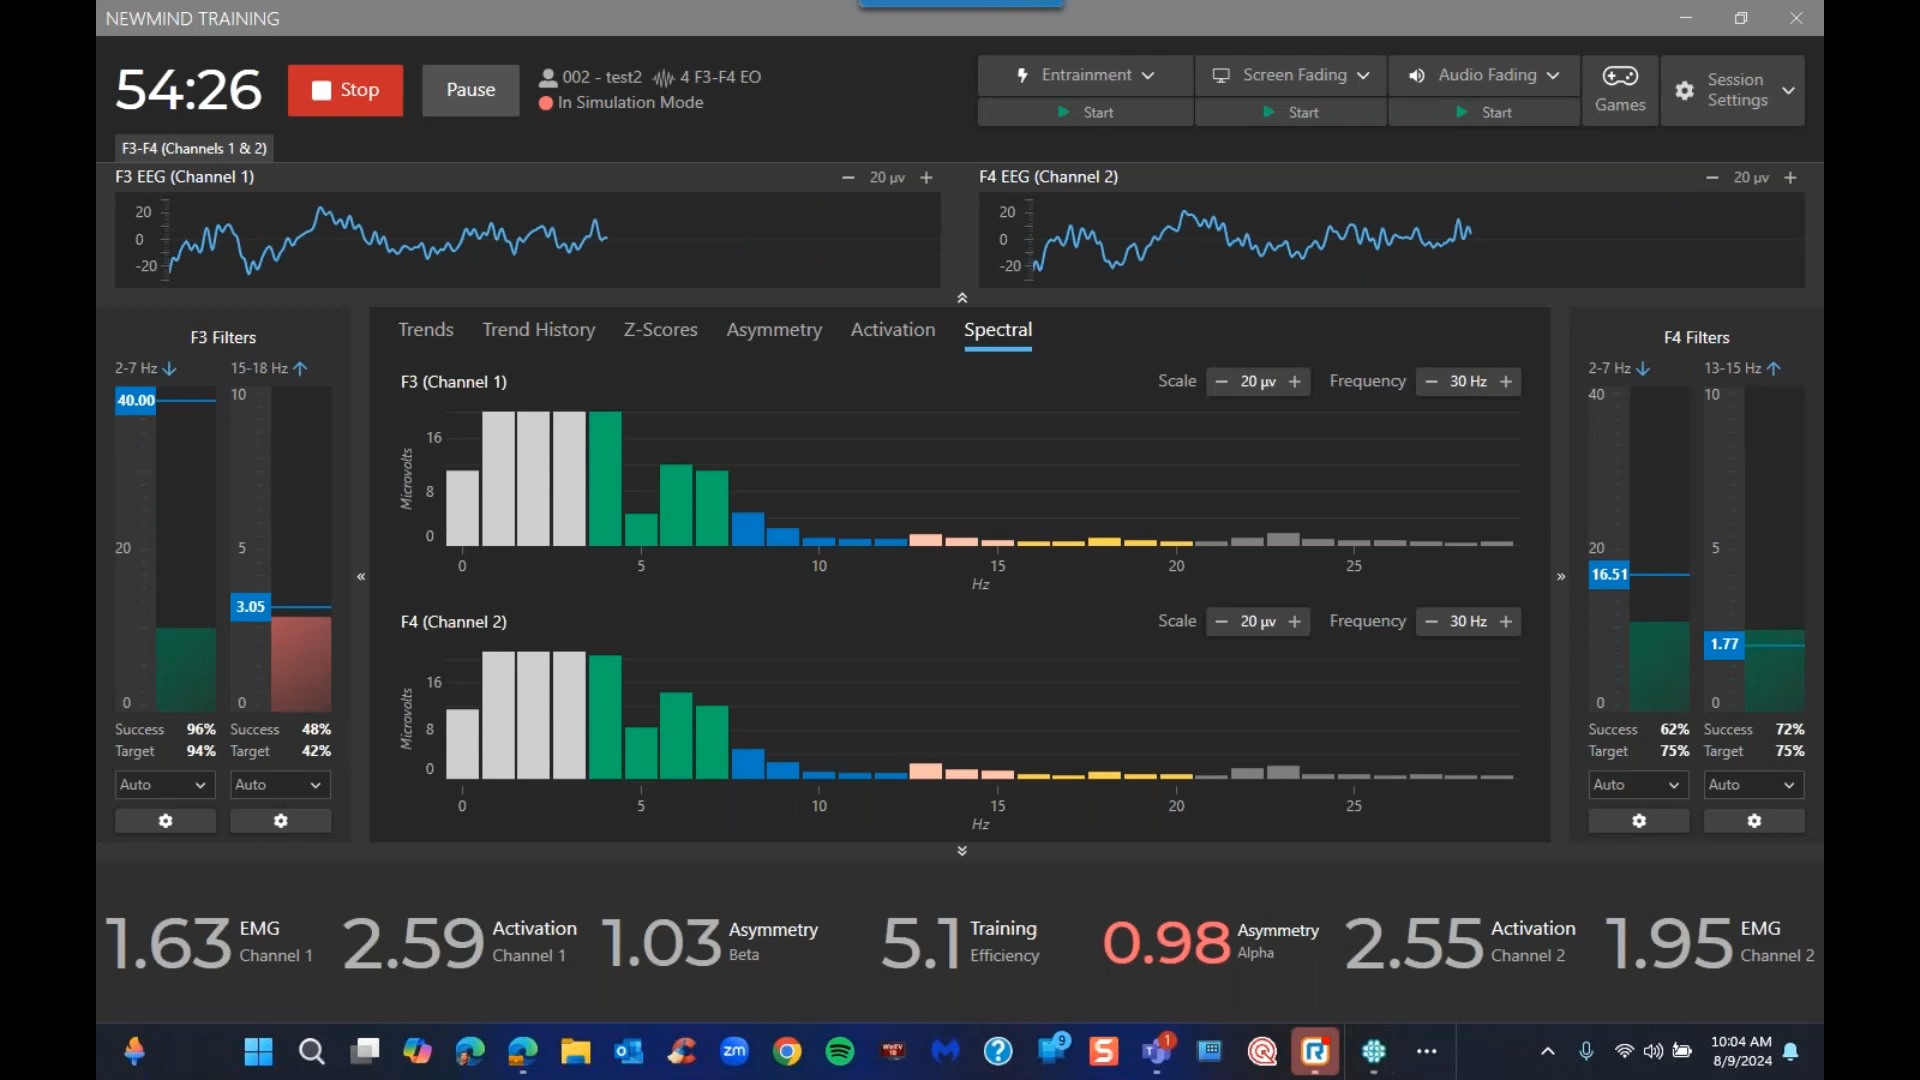 NEWMIND TRAINING
54:26
Stop
Pause
002 - test2 4 F3-F4 EO
In Simulation Mode
Entrainment
Start
Screen Fading
Start
Audio Fading
Start
Games
Session
Settings
F3-F4 (Channels 1 & 2)
F3 EEG (Channel 1)
20 µv
20
0
-20
F4 EEG (Channel 2)
20 µv
20
0
-20
F3 Filters
2-7 Hz
15-18 Hz
40.00
20
0
10
5
3.05
0
Success 96%
Target 94%
Success 48%
Target 42%
Auto
Auto
Trends
Trend History
Z-Scores
Asymmetry
Activation
Spectral
F3 (Channel 1)
Scale 20 µv
Frequency 30 Hz
Microvolts
16
8
0
0 5 10 15 20 25
Hz
F4 (Channel 2)
Scale 20 µv
Frequency 30 Hz
Microvolts
16
8
0
0 5 10 15 20 25
Hz
F4 Filters
2-7 Hz
13-15 Hz
40
20
16.51
0
10
5
1.77
0
Success 62%
Target 75%
Success 72%
Target 75%
Auto
Auto
1.63 EMG
Channel 1
2.59 Activation
Channel 1
1.03 Asymmetry
Beta
5.1 Training
Efficiency
0.98 Asymmetry
Alpha
2.55 Activation
Channel 2
1.95 EMG
Channel 2
zm
9
S
1
10:04 AM
8/9/2024